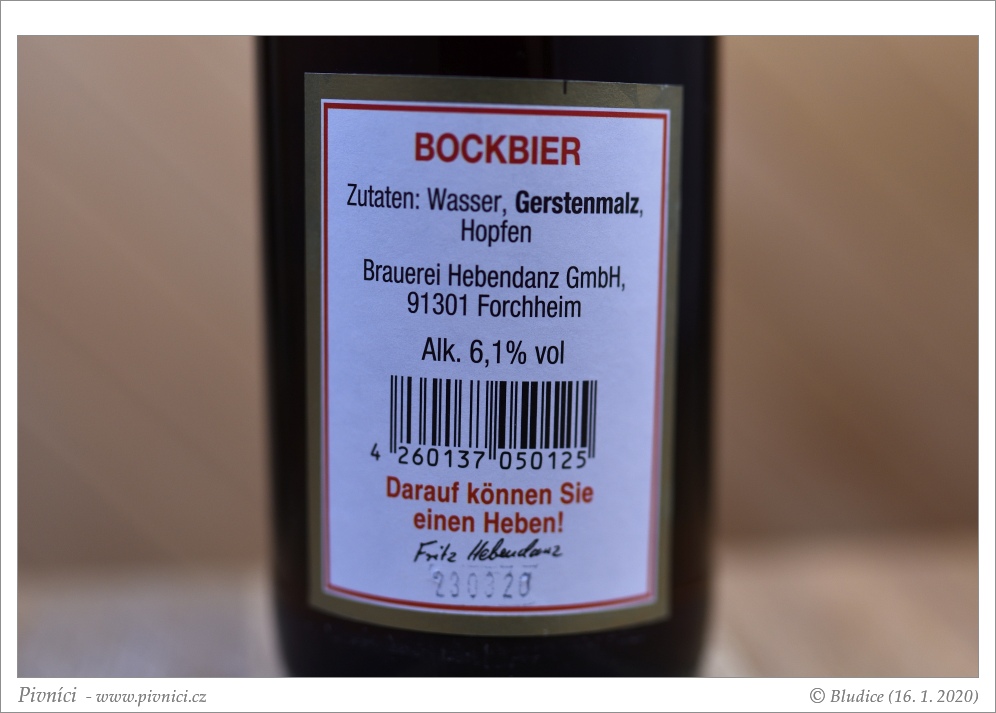 BOCKBIER
Zutaten: Wasser, Gerstenmalz,
Hopfen
Brauerei Hebendanz GmbH,
91301 Forchheim
Alk. 6,1% vol
4 260137 050125
Darauf können Sie
einen Heben!
Fritz Hebendanz
230320
Pivníci - www.pivnici.cz
© Bludice (16. 1. 2020)